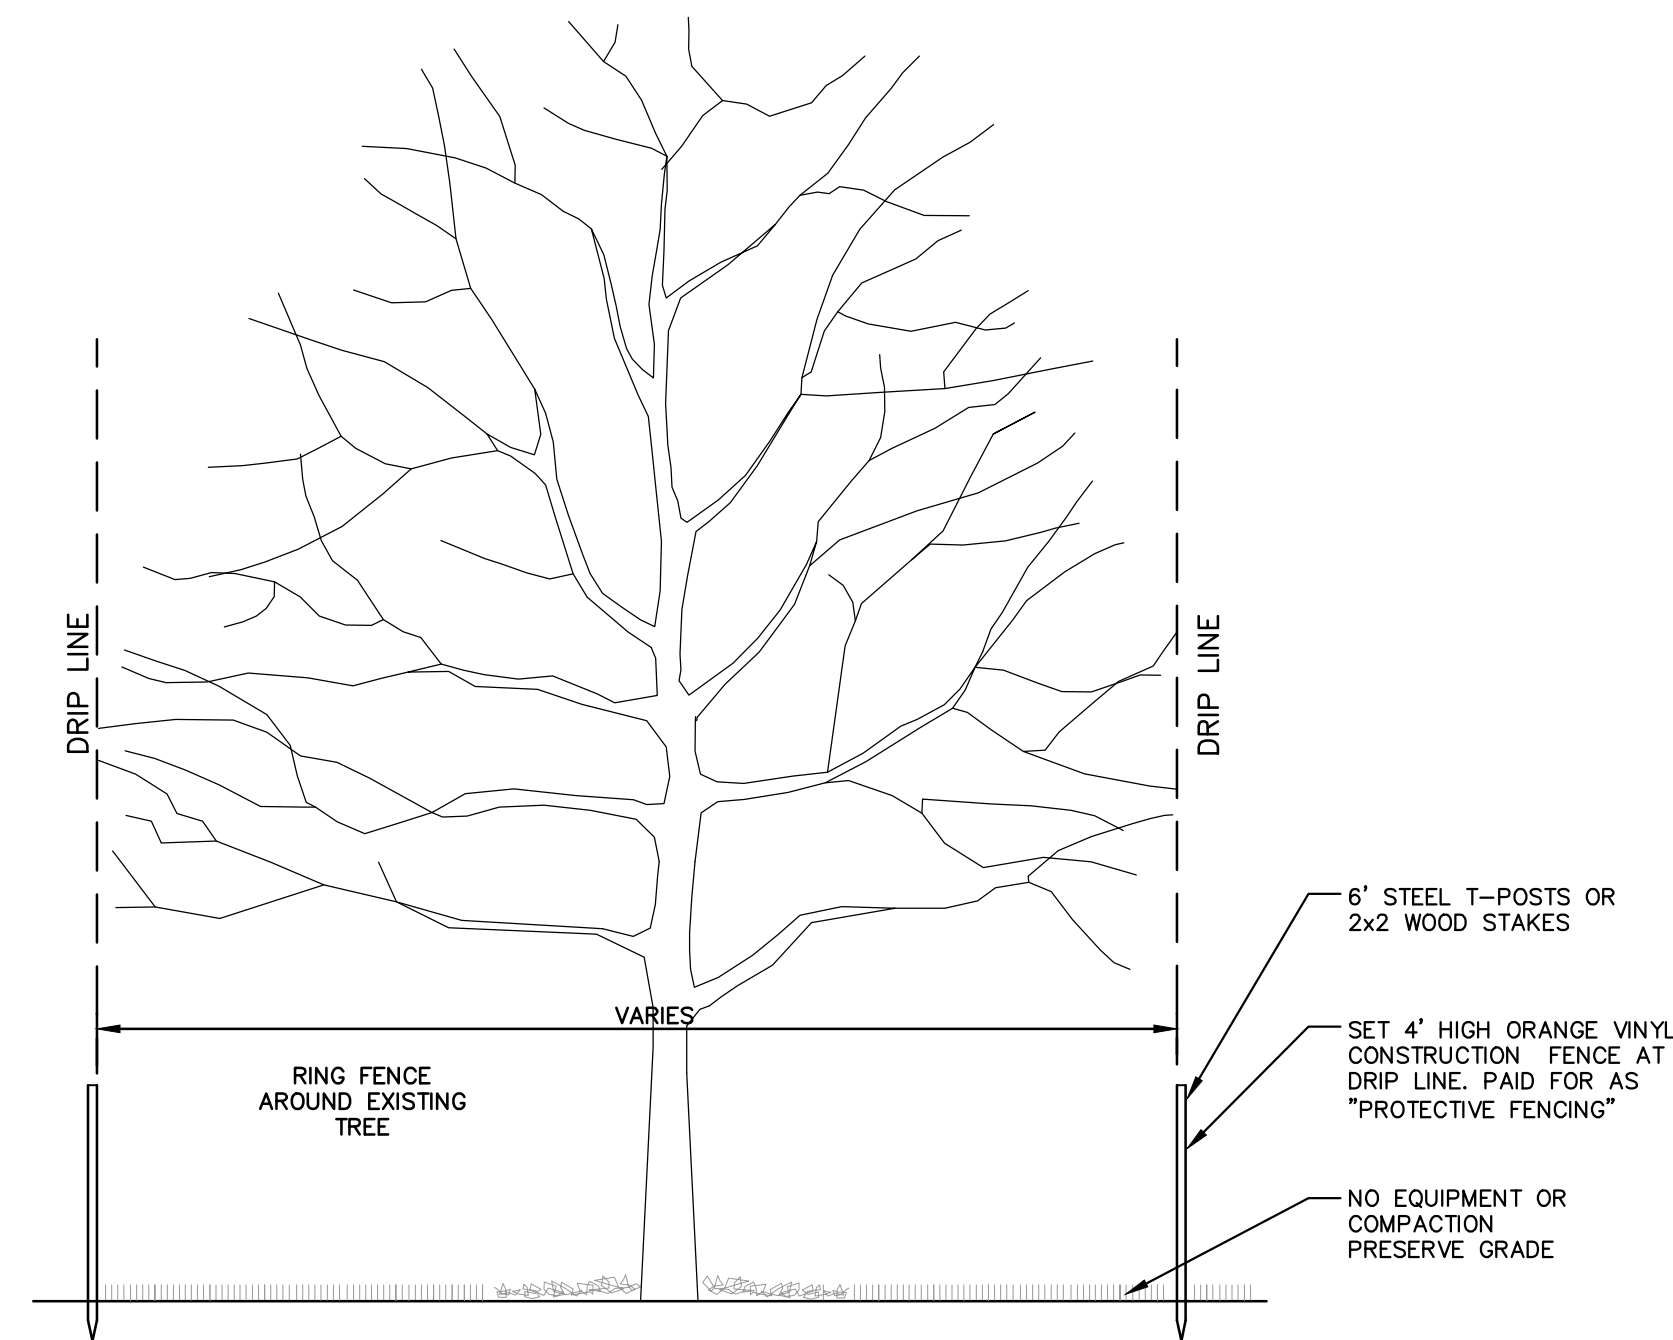 DRIP LINE
DRIP LINE
VARIES
RING FENCE
AROUND EXISTING
TREE
6' STEEL T-POSTS OR
2x2 WOOD STAKES
SET 4' HIGH ORANGE VINYL
CONSTRUCTION FENCE AT
DRIP LINE. PAID FOR AS
"PROTECTIVE FENCING"
NO EQUIPMENT OR
COMPACTION
PRESERVE GRADE